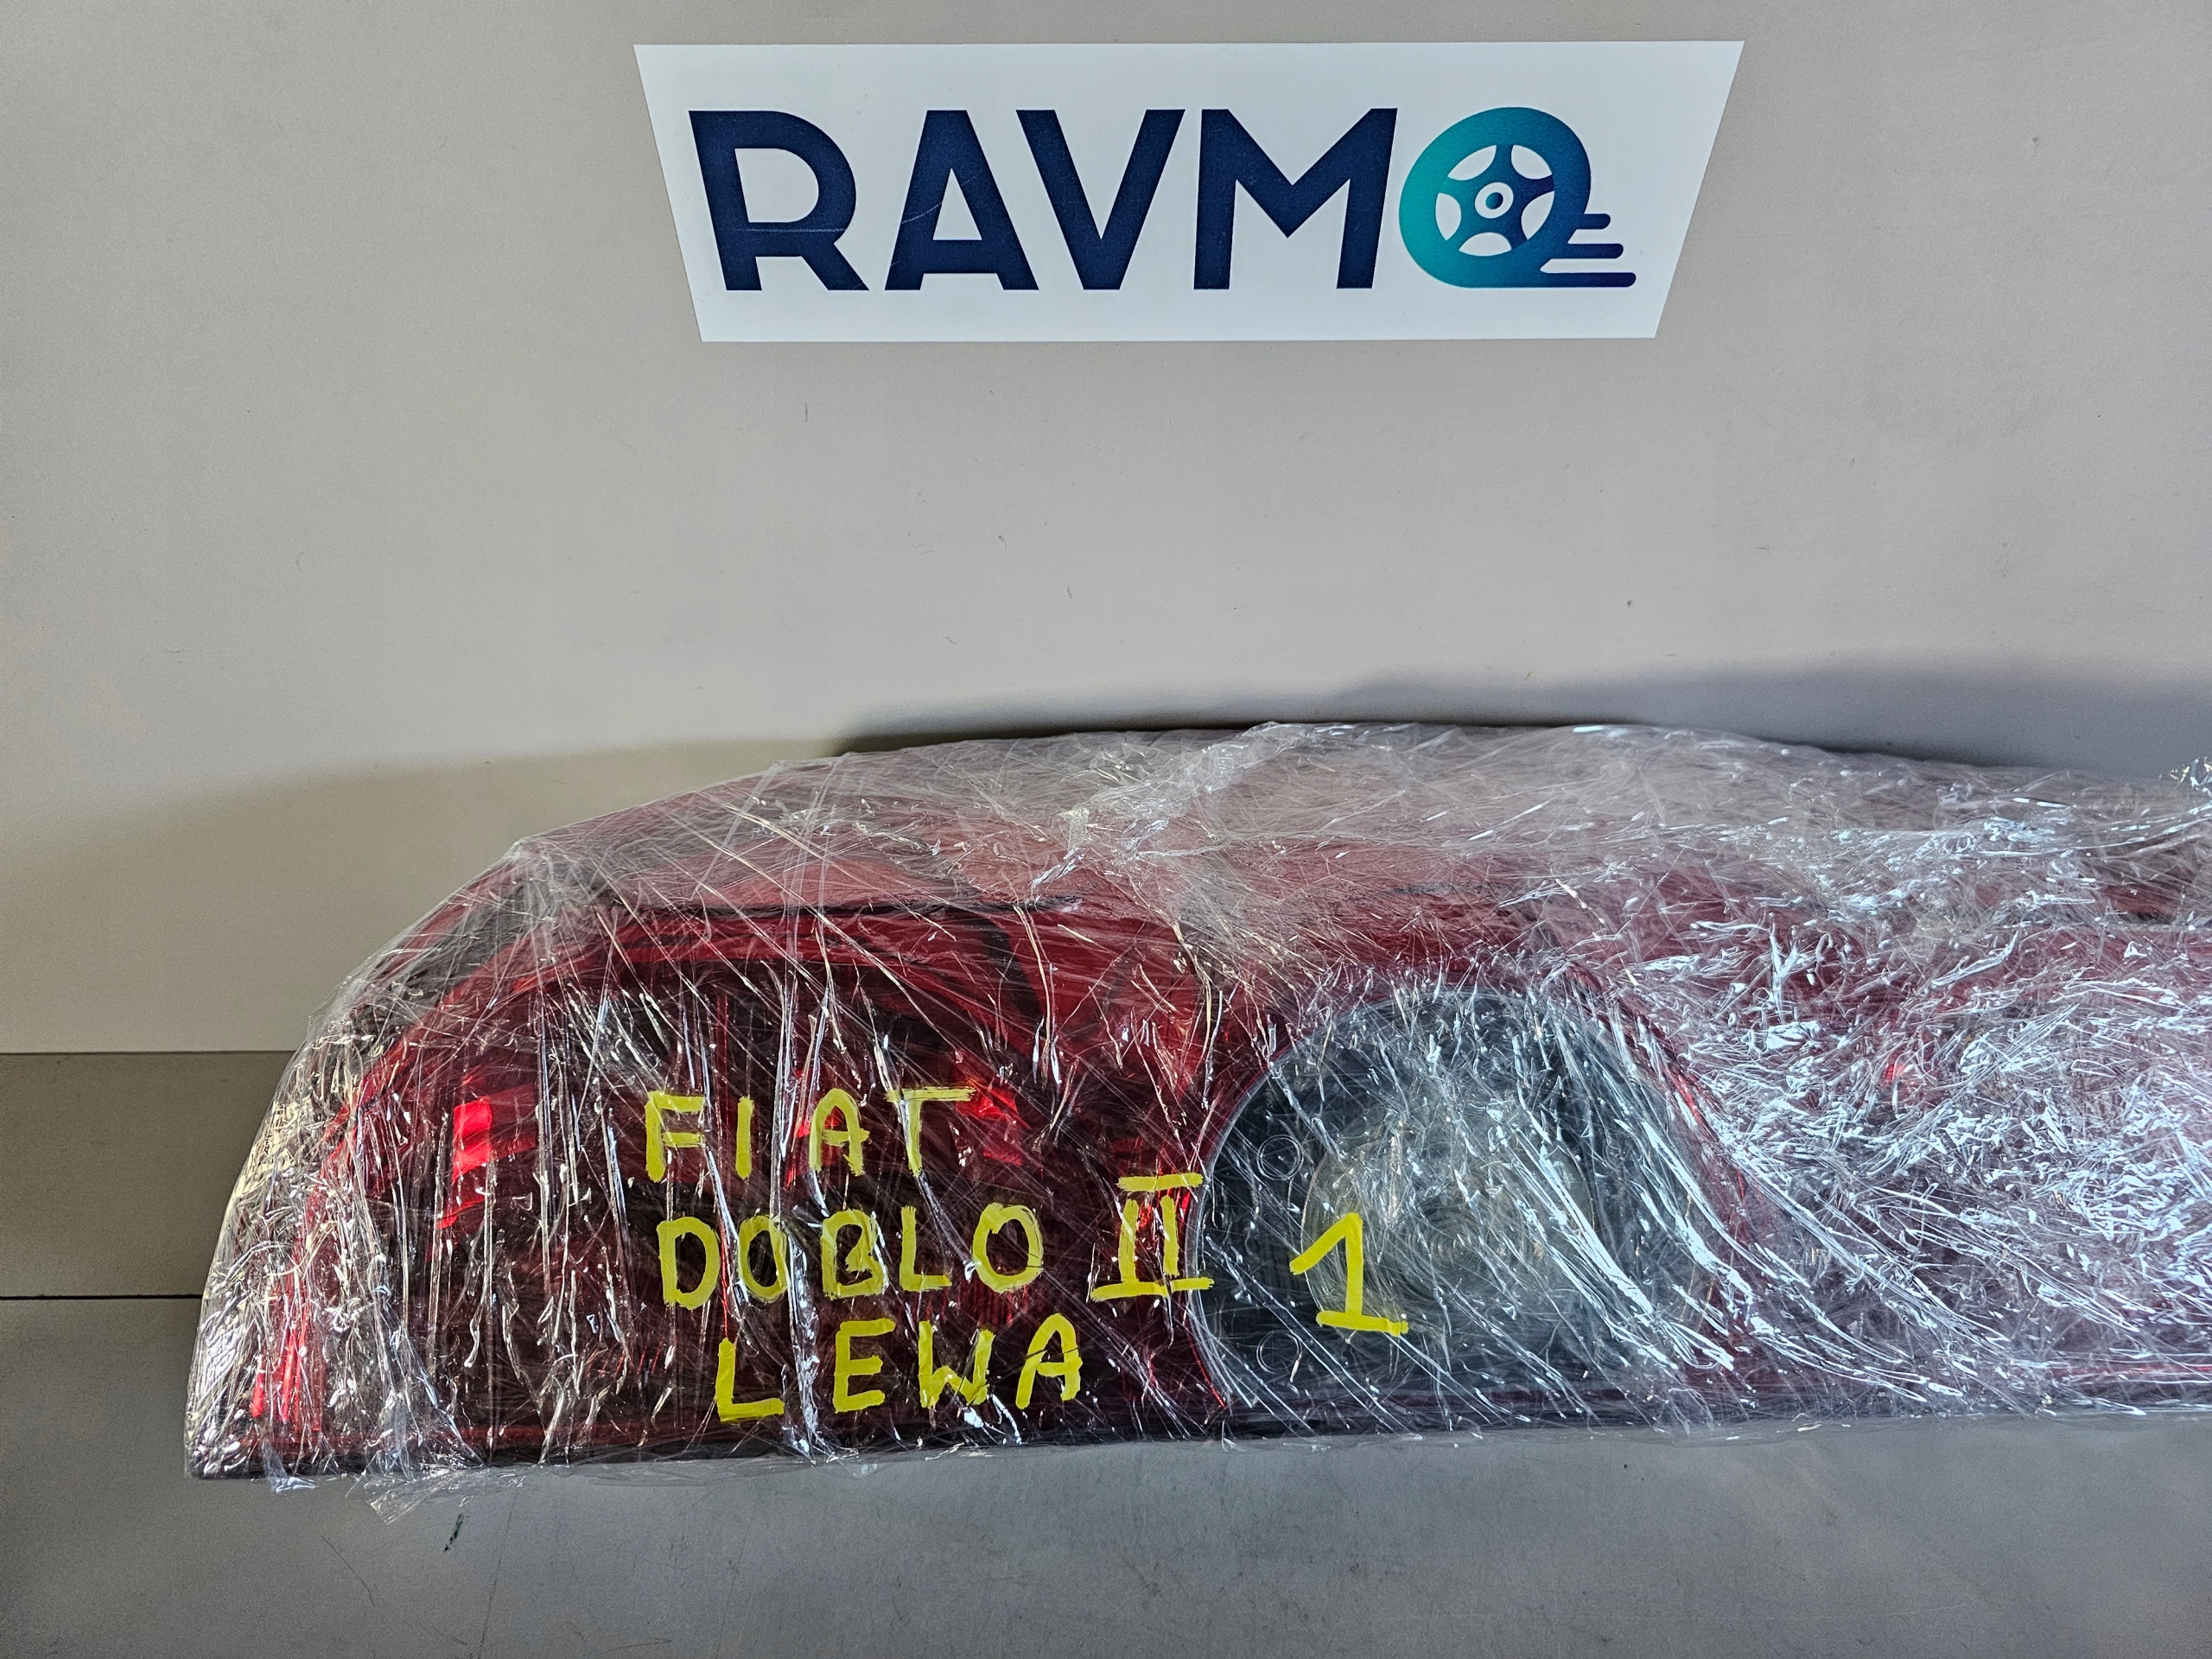 RAVMO
FIAT
DOBLO II 1
LEWA